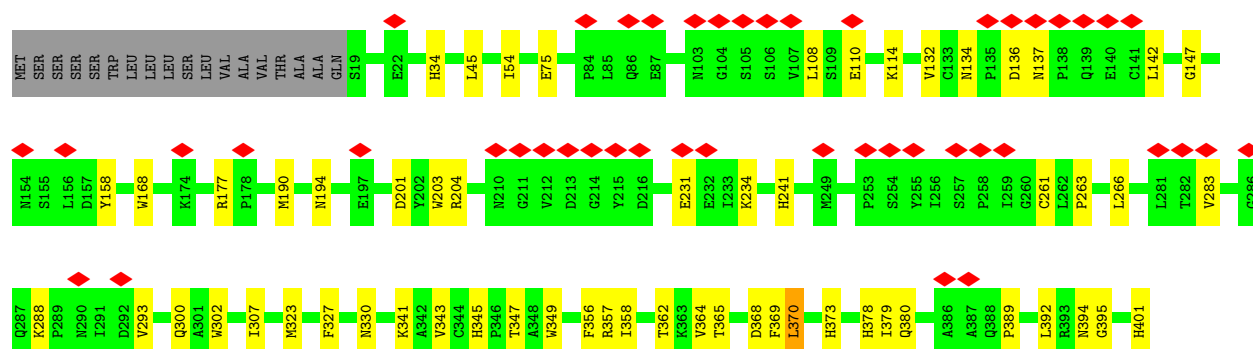 MET SER SER SER SER TRP LEU LEU LEU SER LEU VAL ALA VAL THR ALA ALA GLN S19 E22 H34 L45 I54 E75 P84 L85 Q86 E87 N103 G104 S105 S106 V107 L108 S109 E110 K114 V132 C133 N134 P135 D136 N137 P138 Q139 E140 C141 L142 G147
N154 S155 L156 D157 Y158 W168 K174 R177 P178 M190 N194 E197 D201 Y202 W203 R204 N210 G211 V212 D213 G214 Y215 D216 E231 E232 I233 K234 H241 M249 P253 S254 Y255 I256 S257 P258 I259 G260 C261 L262 P263 L266 L281 T282 V283 G286
Q287 K288 P289 N290 I291 D292 V293 Q300 A301 W302 I307 M323 F327 N330 K341 A342 V343 C344 H345 P346 T347 A348 W349 F356 R357 I358 T362 K363 V364 T365 D368 F369 L370 H373 H378 I379 Q380 A386 A387 Q388 P389 L392 R393 N394 G395 H401